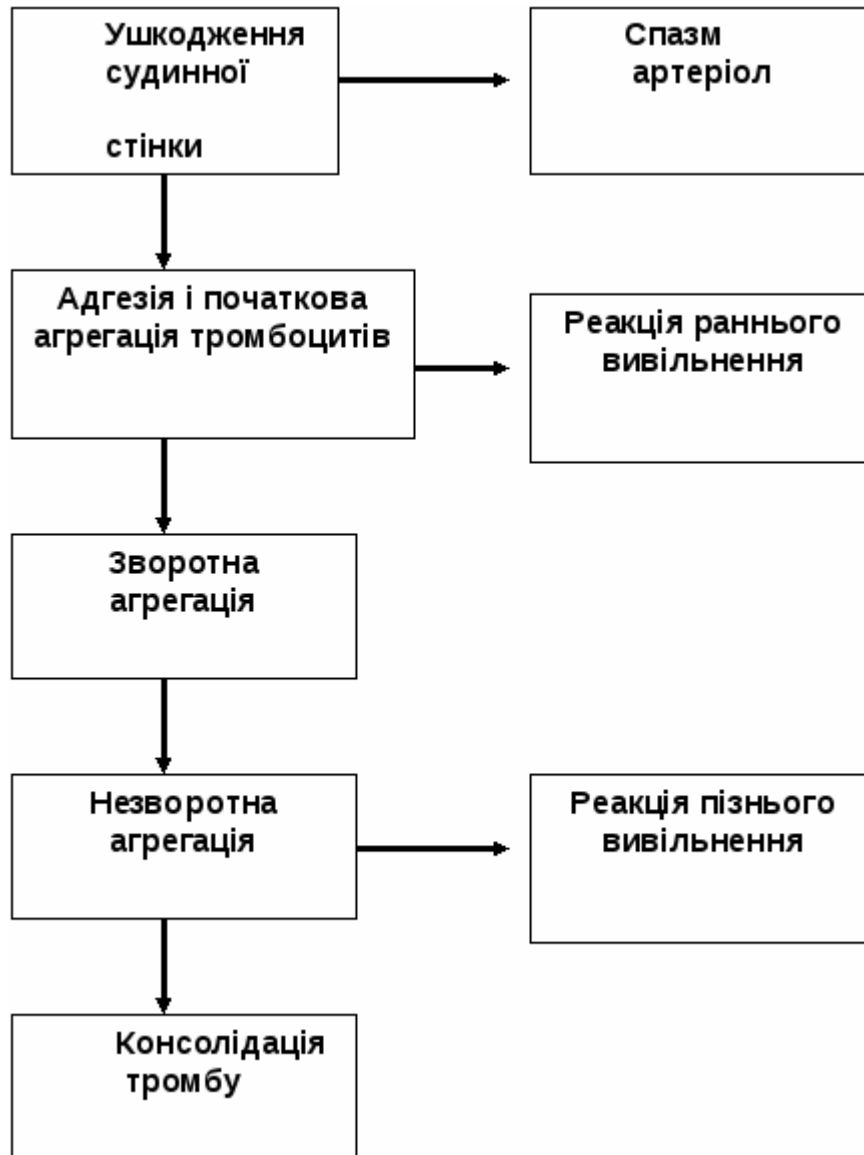 Ушкодження
судинної
стінки
Спазм
артеріол
Адгезія і початкова
агрегація тромбоцитів
Реакція раннього
вивільнення
Зворотна
агрегація
Незворотна
агрегація
Реакція пізнього
вивільнення
Консолідація
тромбу